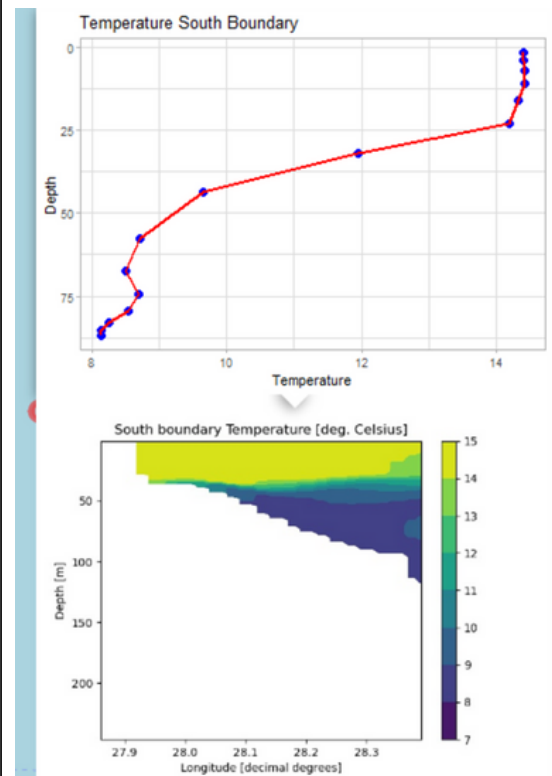 Temperature South Boundary
0
25
50
75
Depth
8 10 12 14
Temperature
South boundary Temperature [deg. Celsius]
50
100
150
200
Depth [m]
27.9 28.0 28.1 28.2 28.3
Longitude [decimal degrees]
15
14
13
12
11
10
9
8
7